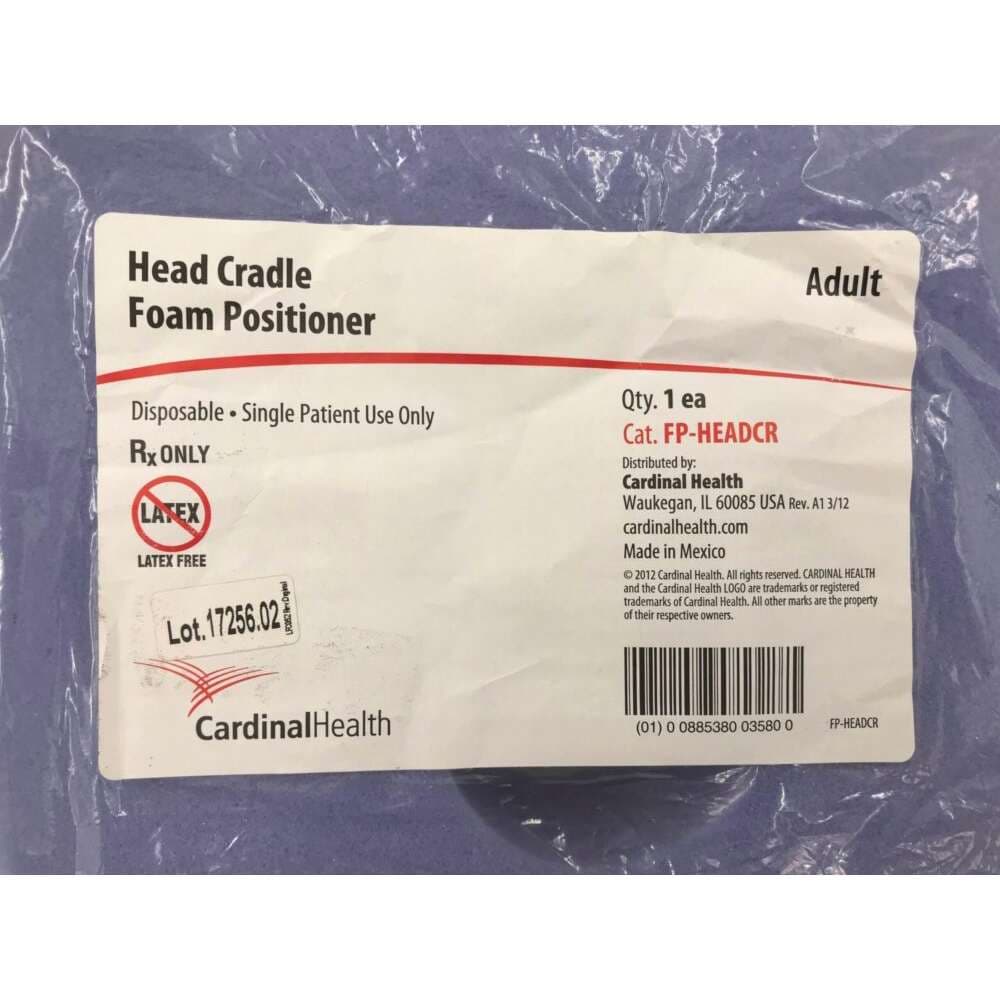 Head Cradle
Foam Positioner
Adult
Disposable • Single Patient Use Only
Rx ONLY
LATEX
LATEX FREE
Lot.17256.02
Qty. 1 ea
Cat. FP-HEADCR
Distributed by:
Cardinal Health
Waukegan, IL 60085 USA Rev. A1 3/12
cardinalhealth.com
Made in Mexico
© 2012 Cardinal Health. All rights reserved. CARDINAL HEALTH
and the Cardinal Health LOGO are trademarks or registered
trademarks of Cardinal Health. All other marks are the property
of their respective owners.
CardinalHealth
(01) 0 0885380 03580 0
FP-HEADCR